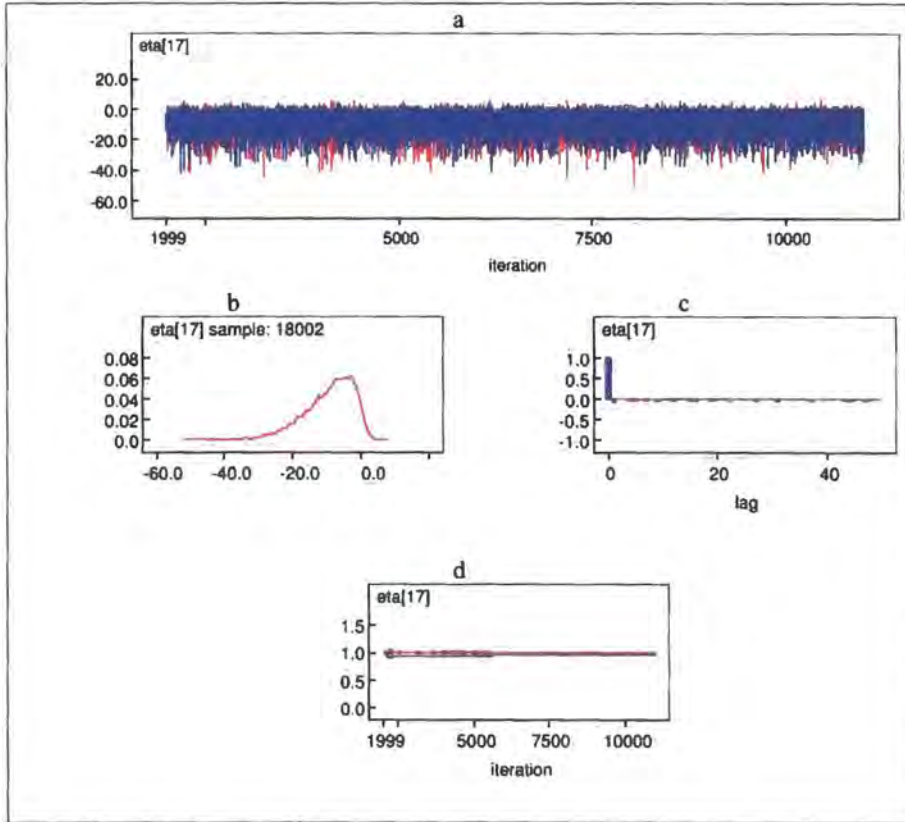 a
eta[17]
20.0
0.0
-20.0
-40.0
-60.0
1999 5000 7500 10000
iteration
b
eta[17] sample: 18002
0.08
0.06
0.04
0.02
0.0
-60.0 -40.0 -20.0 0.0
c
eta[17]
1.0
0.5
0.0
-0.5
-1.0
0 20 40
lag
d
eta[17]
1.5
1.0
0.5
0.0
1999 5000 7500 10000
iteration